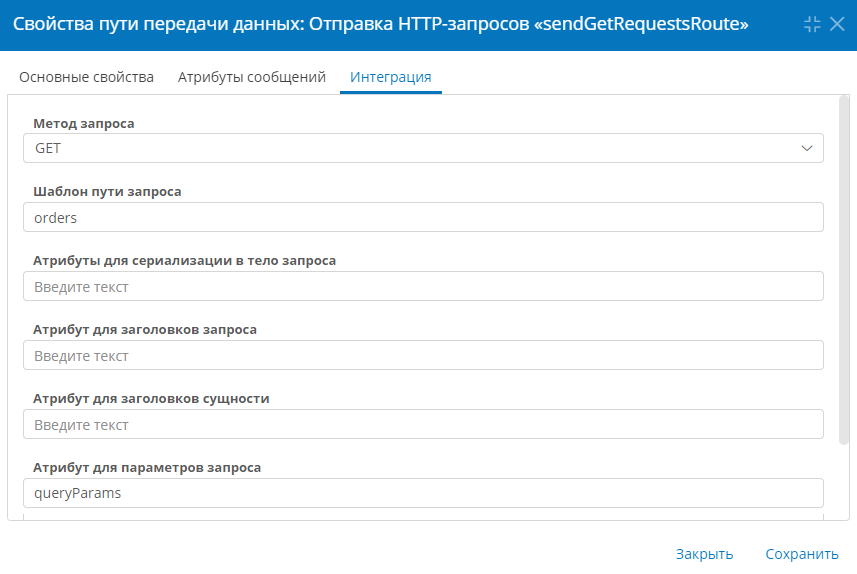 Свойства пути передачи данных: Отправка HTTP-запросов «sendGetRequestsRoute»
Основные свойства Атрибуты сообщений Интеграция
Метод запроса
GET
Шаблон пути запроса
orders
Атрибуты для сериализации в тело запроса
Введите текст
Атрибут для заголовков запроса
Введите текст
Атрибут для заголовков сущности
Введите текст
Атрибут для параметров запроса
queryParams
Закрыть Сохранить